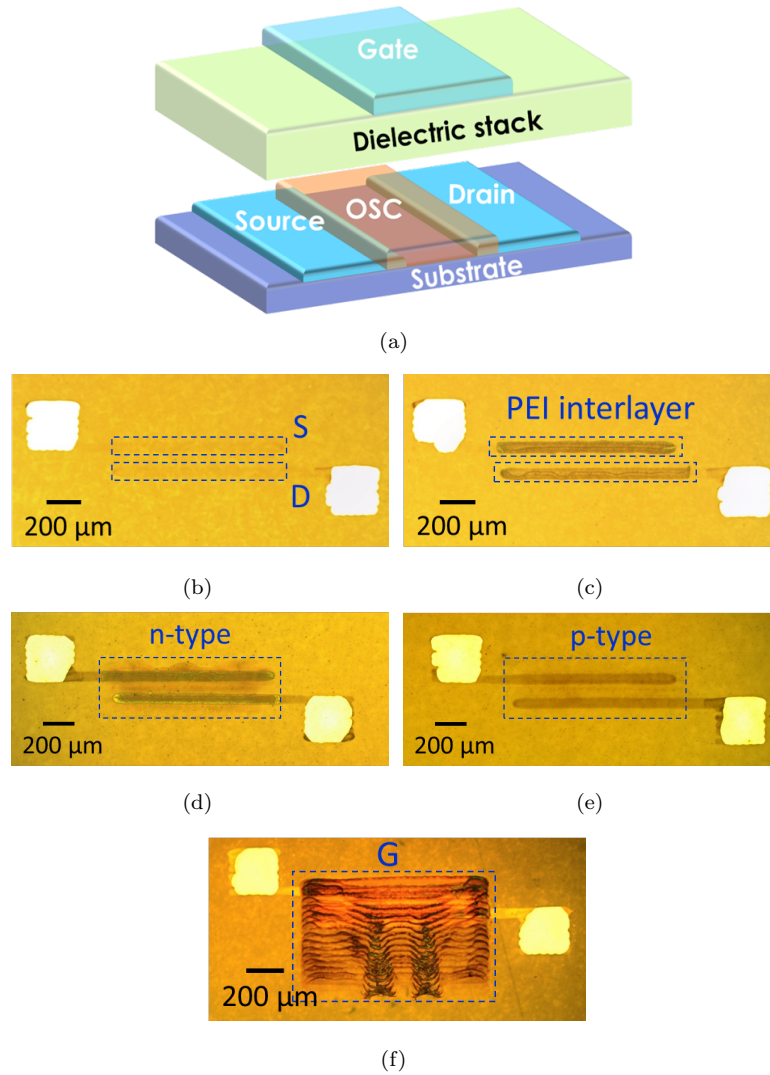 Gate
Dielectric stack
Source
OSC
Drain
Substrate
(a)
S
D
200 µm
(b)
PEI interlayer
200 µm
(c)
n-type
200 µm
(d)
p-type
200 µm
(e)
G
200 µm
(f)